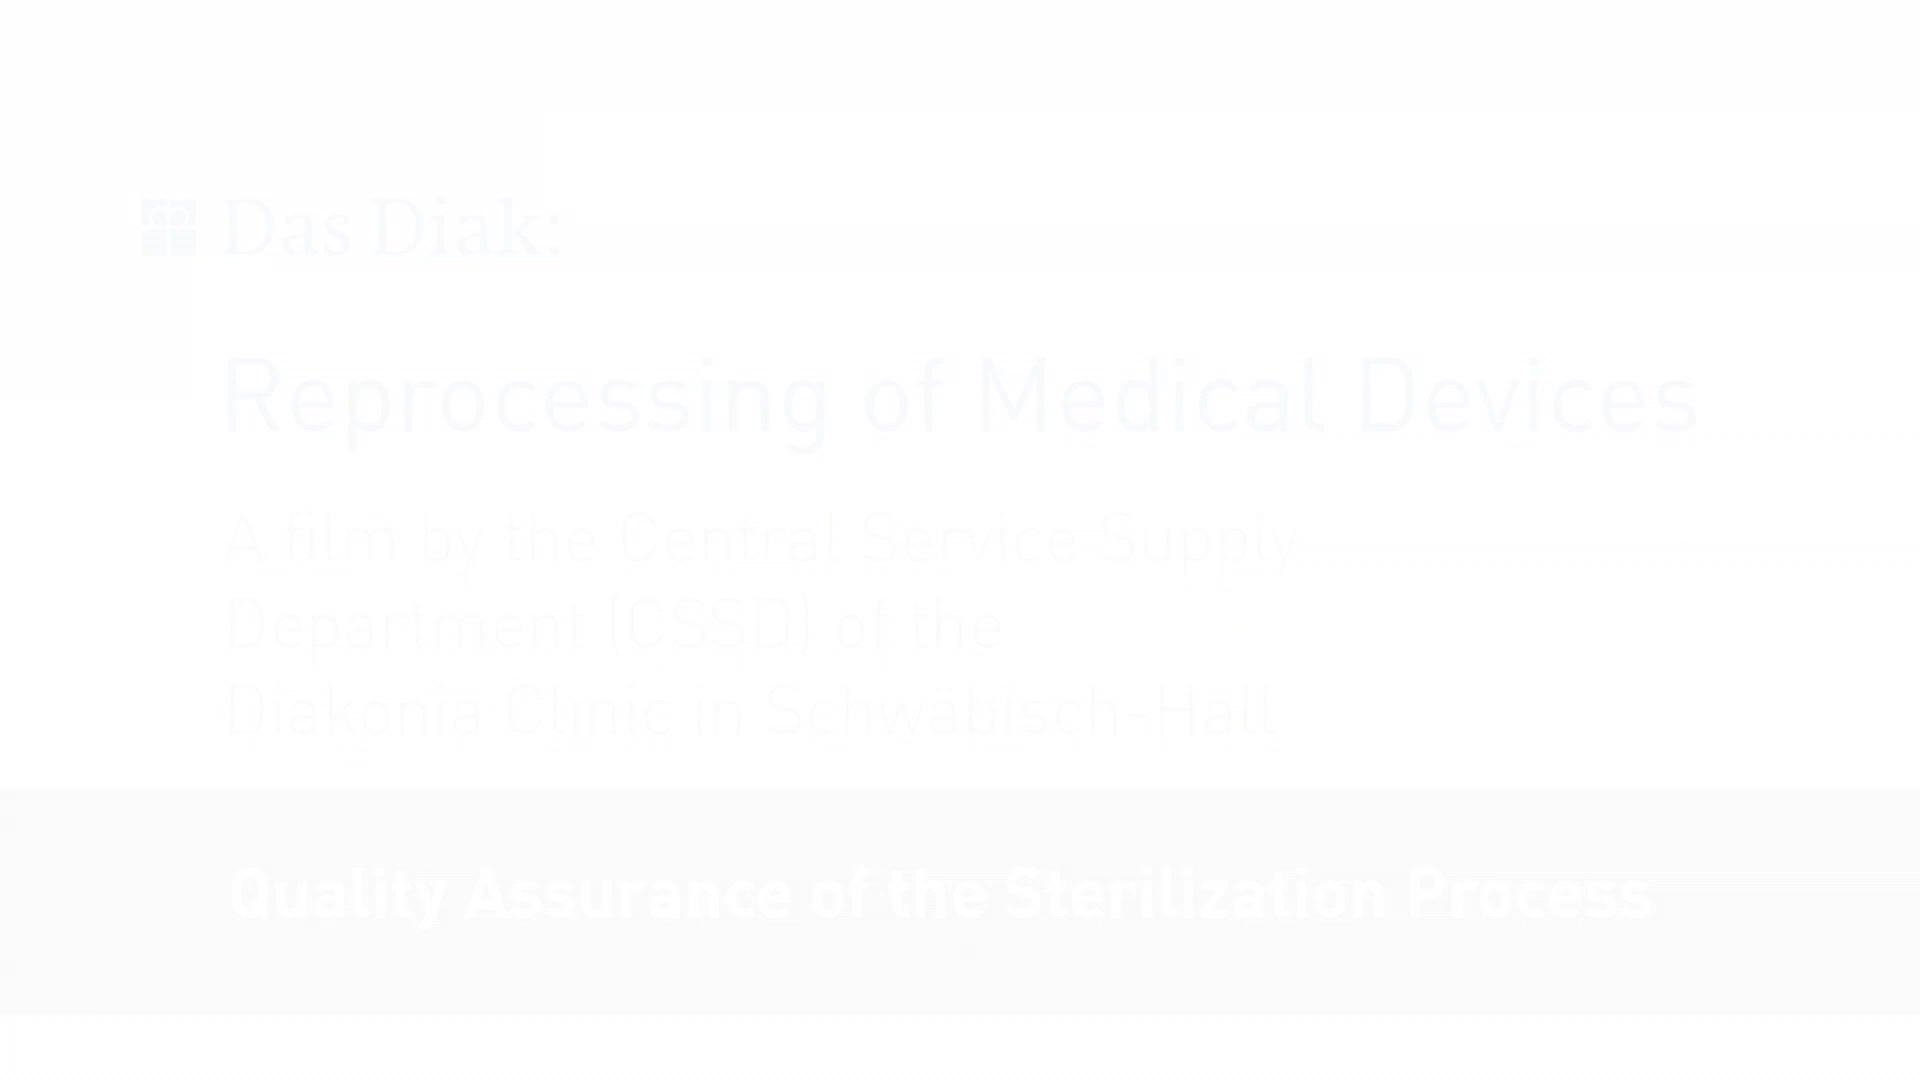 Das Diak:
Reprocessing of Medical Devices
A film by the Central Service Supply
Department (CSSD) of the
Diakonia Clinic in Schwäbisch-Hall
Quality Assurance of the Sterilization Process